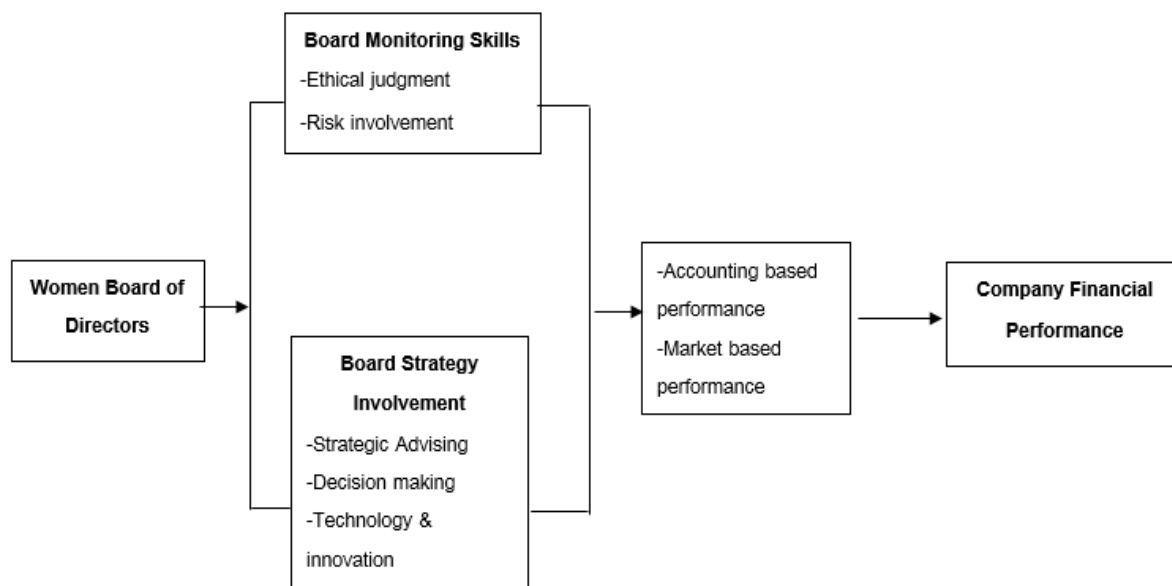 Board Monitoring Skills
-Ethical judgment
-Risk involvement
Women Board of
Directors
Board Strategy
Involvement
-Strategic Advising
-Decision making
-Technology &
innovation
-Accounting based
performance
-Market based
performance
Company Financial
Performance